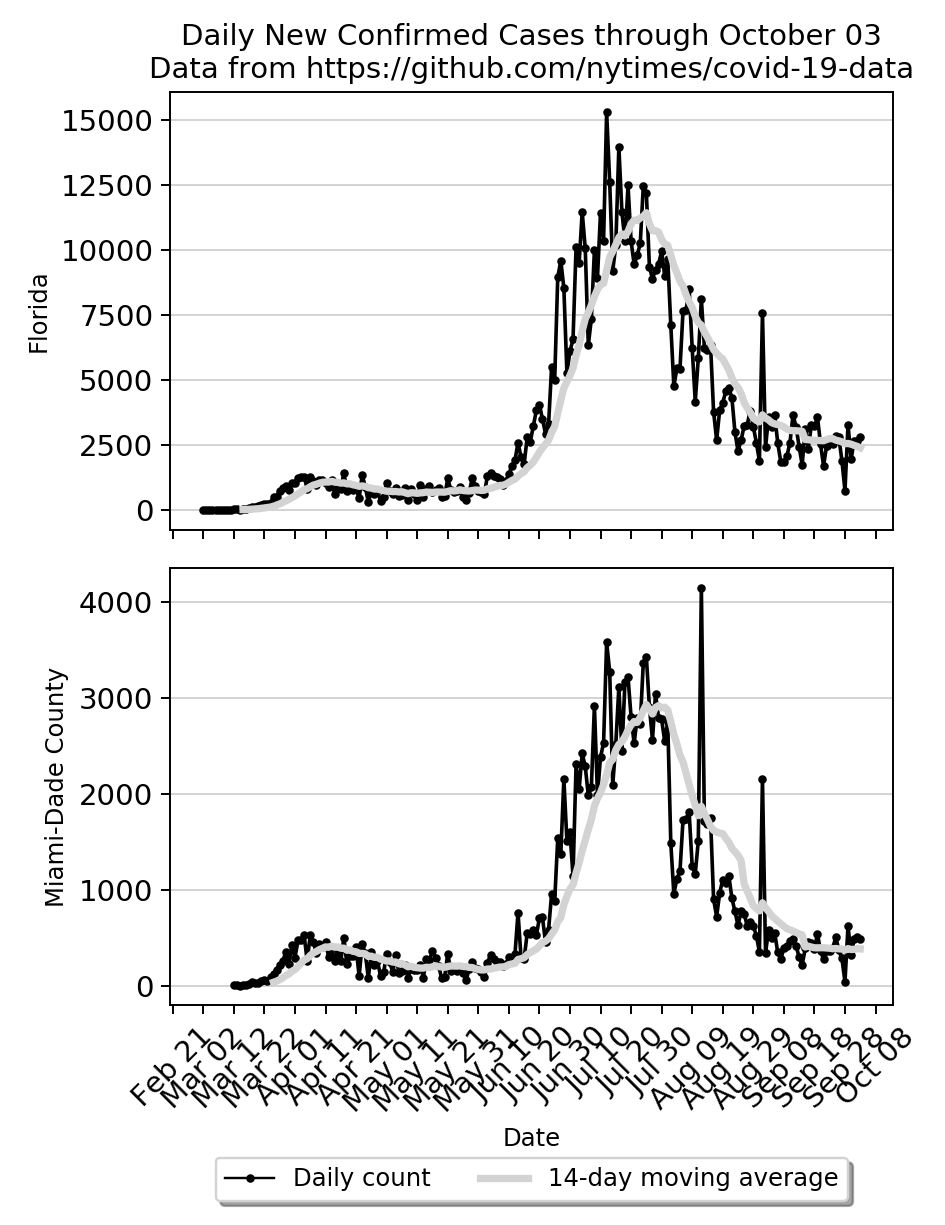 Daily New Confirmed Cases through October 03
Data from https://github.com/nytimes/covid-19-data
15000
12500
10000
7500
5000
2500
0
Florida
4000
3000
2000
1000
0
Miami-Dade County
Feb 21
Mar 02
Mar 12
Mar 22
Apr 01
Apr 11
Apr 21
May 01
May 11
May 21
May 31
Jun 10
Jun 20
Jun 30
Jul 10
Jul 20
Jul 30
Aug 09
Aug 19
Aug 29
Sep 08
Sep 18
Sep 28
Oct 08
Date
Daily count
14-day moving average